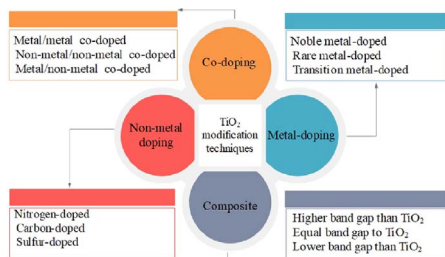 Metal/metal co-doped
Non-metal/non-metal co-doped
Metal/non-metal co-doped
Noble metal-doped
Rare metal-doped
Transition metal-doped
Co-doping
Non-metal
doping
TiO₂
modification
techniques
Metal-doping
Composite
Nitrogen-doped
Carbon-doped
Sulfur-doped
Higher band gap than TiO₂
Equal band gap to TiO₂
Lower band gap than TiO₂